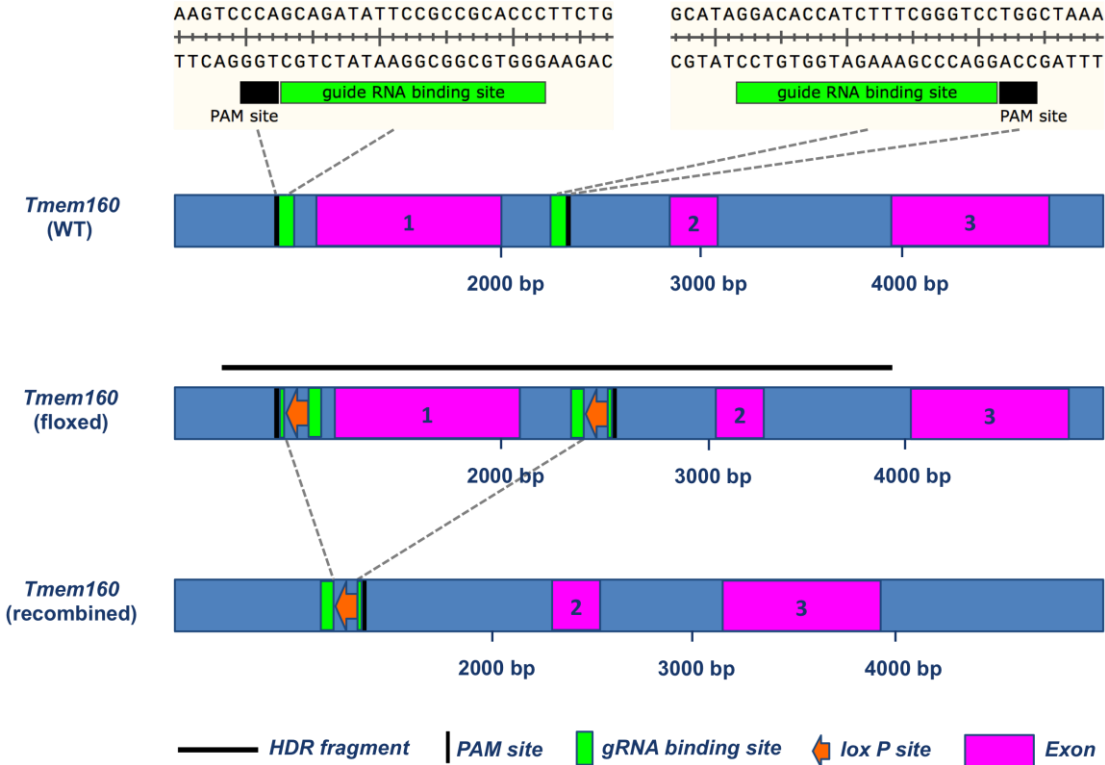 AAGTCCCAGCAGATATTCCGCCGCACCCTTCTG
TTCAGGGTCGTCTATAAGGCGGCGTGGGAAGAC
guide RNA binding site
PAM site
GCATAGGACACCATCTTTCGGGTCCTGGCTAAA
CGTATCCTGTGGTAGAAAGCCCAGGACCGATTT
guide RNA binding site
PAM site
Tmem160
(WT)
1
2
3
2000 bp
3000 bp
4000 bp
Tmem160
(floxed)
1
2
3
2000 bp
3000 bp
4000 bp
Tmem160
(recombined)
2
3
2000 bp
3000 bp
4000 bp
HDR fragment
PAM site
gRNA binding site
lox P site
Exon